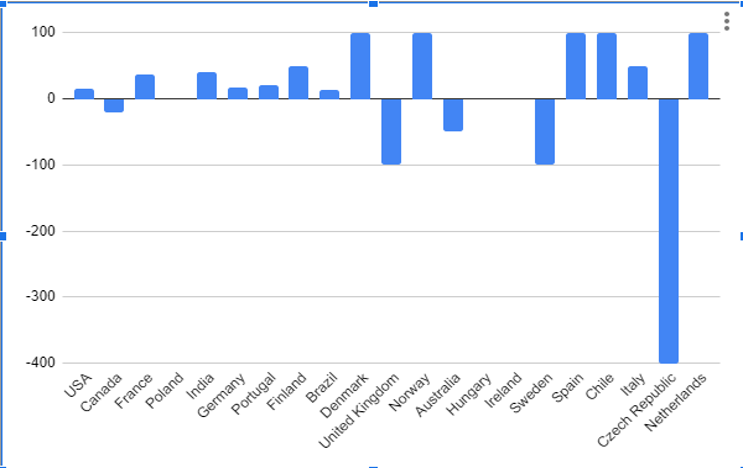 100
0
-100
-200
-300
-400
USA
Canada
France
Poland
India
Germany
Portugal
Finland
Brazil
Denmark
United Kingdom
Norway
Australia
Hungary
Ireland
Sweden
Spain
Chile
Italy
Czech Republic
Netherlands